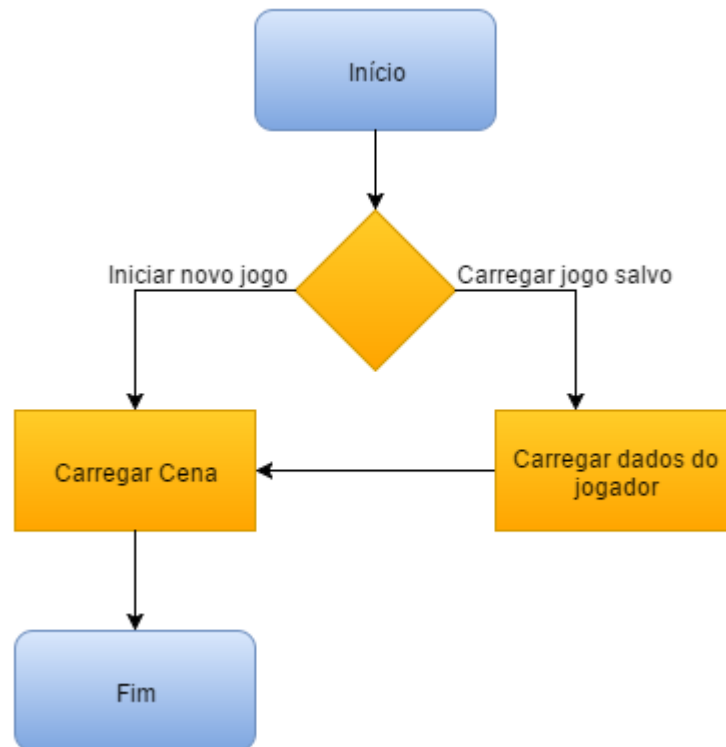 Início
Iniciar novo jogo
Carregar jogo salvo
Carregar Cena
Carregar dados do
jogador
Fim